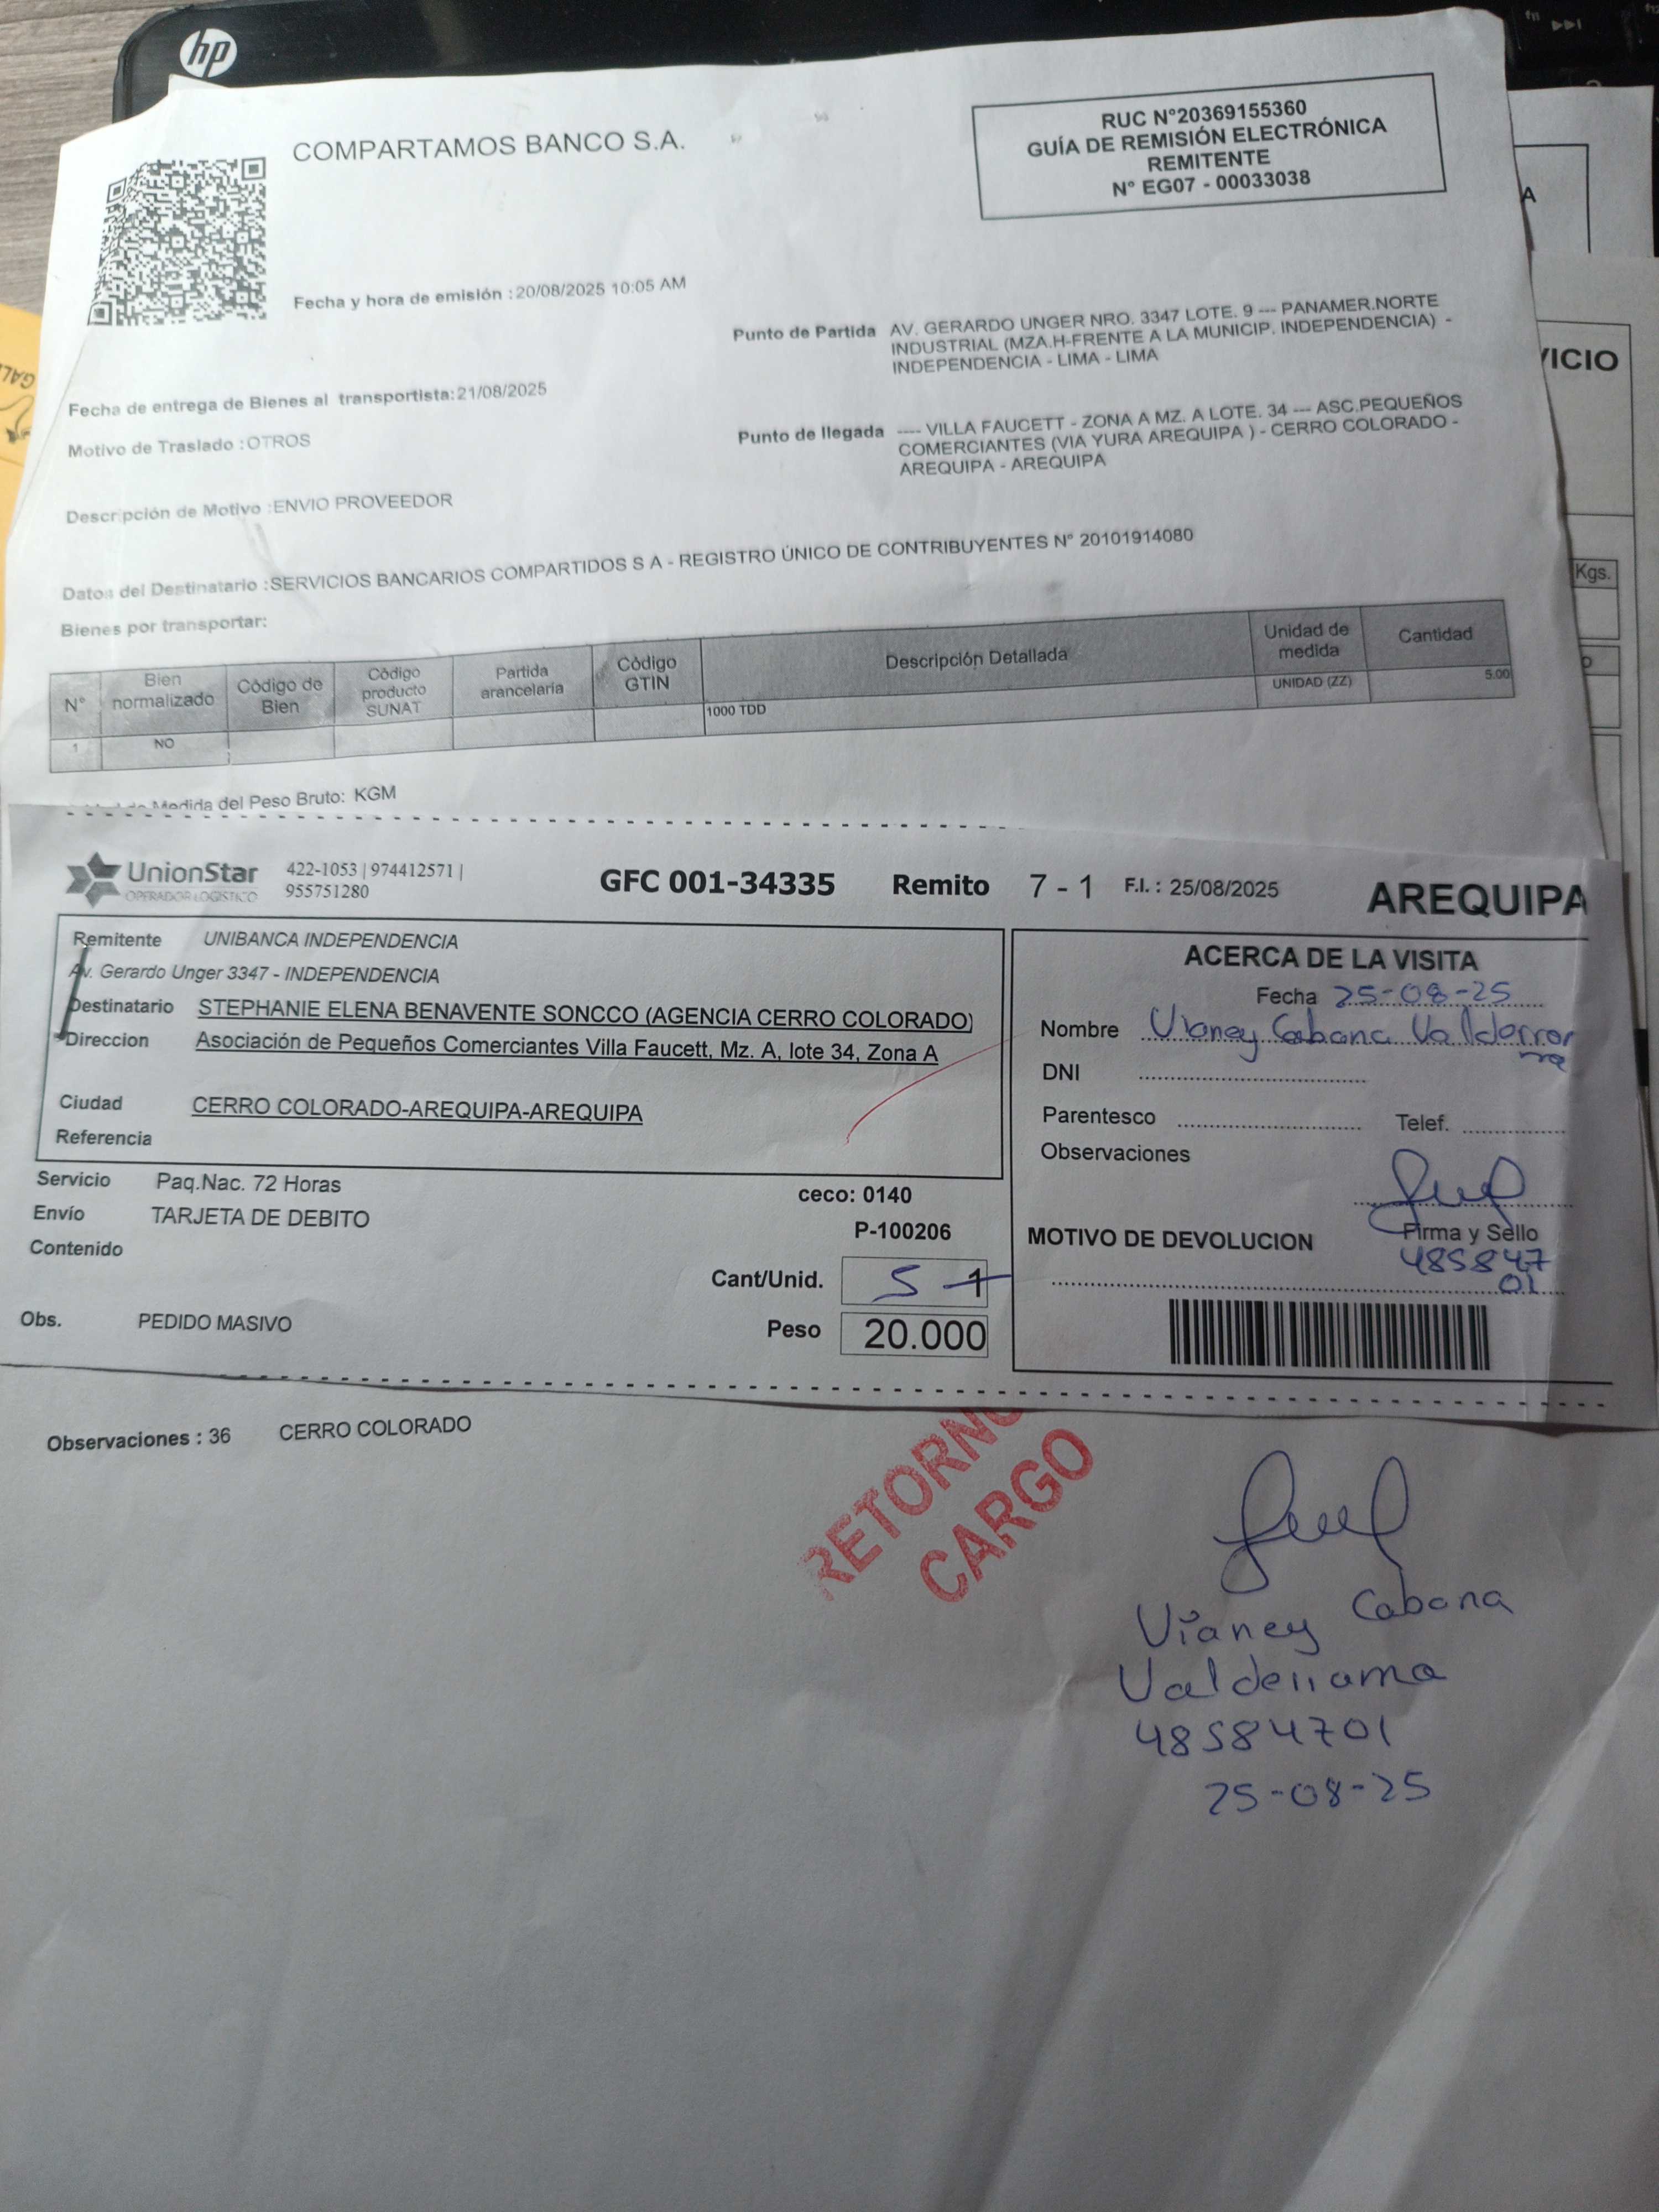 hp
COMPARTAMOS BANCO S.A.
RUC N°20369155360
GUÍA DE REMISIÓN ELECTRÓNICA
REMITENTE
N° EG07 - 00033038
Fecha y hora de emisión : 20/08/2025 10:05 AM
Punto de Partida AV. GERARDO UNGER NRO. 3347 LOTE. 9 --- PANAMER.NORTE
INDUSTRIAL (MZA.H-FRENTE A LA MUNICIP. INDEPENDENCIA) -
INDEPENDENCIA - LIMA - LIMA
Fecha de entrega de Bienes al transportista: 21/08/2025
Motivo de Traslado : OTROS
Punto de llegada ---- VILLA FAUCETT - ZONA A MZ. A LOTE. 34 --- ASC.PEQUEÑOS
COMERCIANTES (VIA YURA AREQUIPA ) - CERRO COLORADO -
AREQUIPA - AREQUIPA
Descripción de Motivo : ENVIO PROVEEDOR
Datos del Destinatario : SERVICIOS BANCARIOS COMPARTIDOS S A - REGISTRO ÚNICO DE CONTRIBUYENTES N° 20101914080
Bienes por transportar:
N° Bien normalizado Código de Bien Código producto SUNAT Partida arancelaria Código GTIN Descripción Detallada Unidad de medida Cantidad
1 NO 1000 TDD UNIDAD (ZZ) 5.00
Medida del Peso Bruto: KGM
UnionStar
OPERADOR LOGISTICO
422-1053 | 974412571 |
955751280
GFC 001-34335 Remito 7 - 1 F.I. : 25/08/2025 AREQUIPA
Remitente UNIBANCA INDEPENDENCIA
Av. Gerardo Unger 3347 - INDEPENDENCIA
Destinatario STEPHANIE ELENA BENAVENTE SONCCO (AGENCIA CERRO COLORADO)
Direccion Asociación de Pequeños Comerciantes Villa Faucett, Mz. A, lote 34, Zona A
Ciudad CERRO COLORADO-AREQUIPA-AREQUIPA
Referencia
Servicio Paq.Nac. 72 Horas
Envío TARJETA DE DEBITO
Contenido
ceco: 0140
P-100206
Cant/Unid. 5 1
Peso 20.000
Obs. PEDIDO MASIVO
ACERCA DE LA VISITA
Fecha 25-08-25
Nombre Vianey Cabana Valderra
ma
DNI
Parentesco Telef.
Observaciones
Firma y Sello
485847
01
MOTIVO DE DEVOLUCION
Observaciones : 36 CERRO COLORADO
RETORNO
CARGO
Vianey Cabana
Valderrama
48584701
25-08-25
A
VICIO
Kgs.